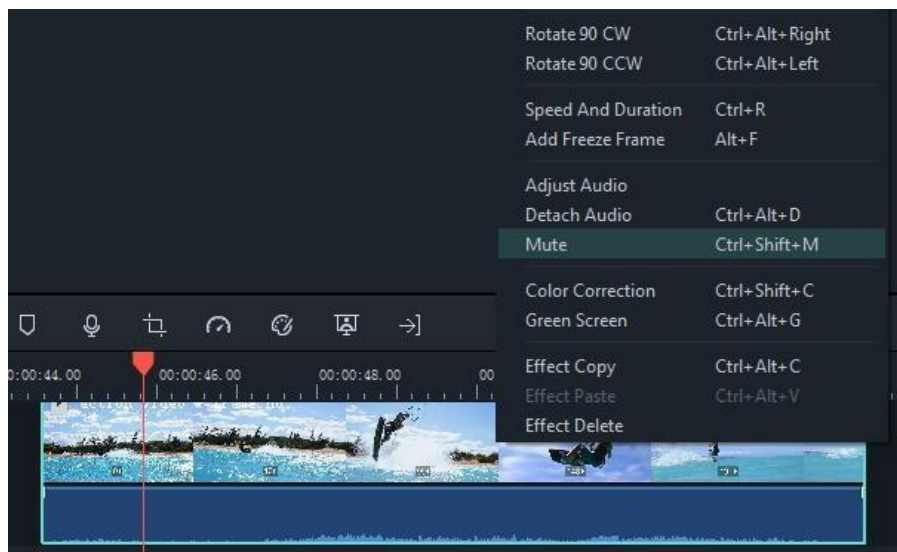 Rotate 90 CW Ctrl+Alt+Right
Rotate 90 CCW Ctrl+Alt+Left
Speed And Duration Ctrl+R
Add Freeze Frame Alt+F
Adjust Audio
Detach Audio Ctrl+Alt+D
Mute Ctrl+Shift+M
Color Correction Ctrl+Shift+C
Green Screen Ctrl+Alt+G
Effect Copy Ctrl+Alt+C
Effect Paste Ctrl+Alt+V
Effect Delete
0:00:44.00 00:00:46.00 00:00:48.00 00
action video